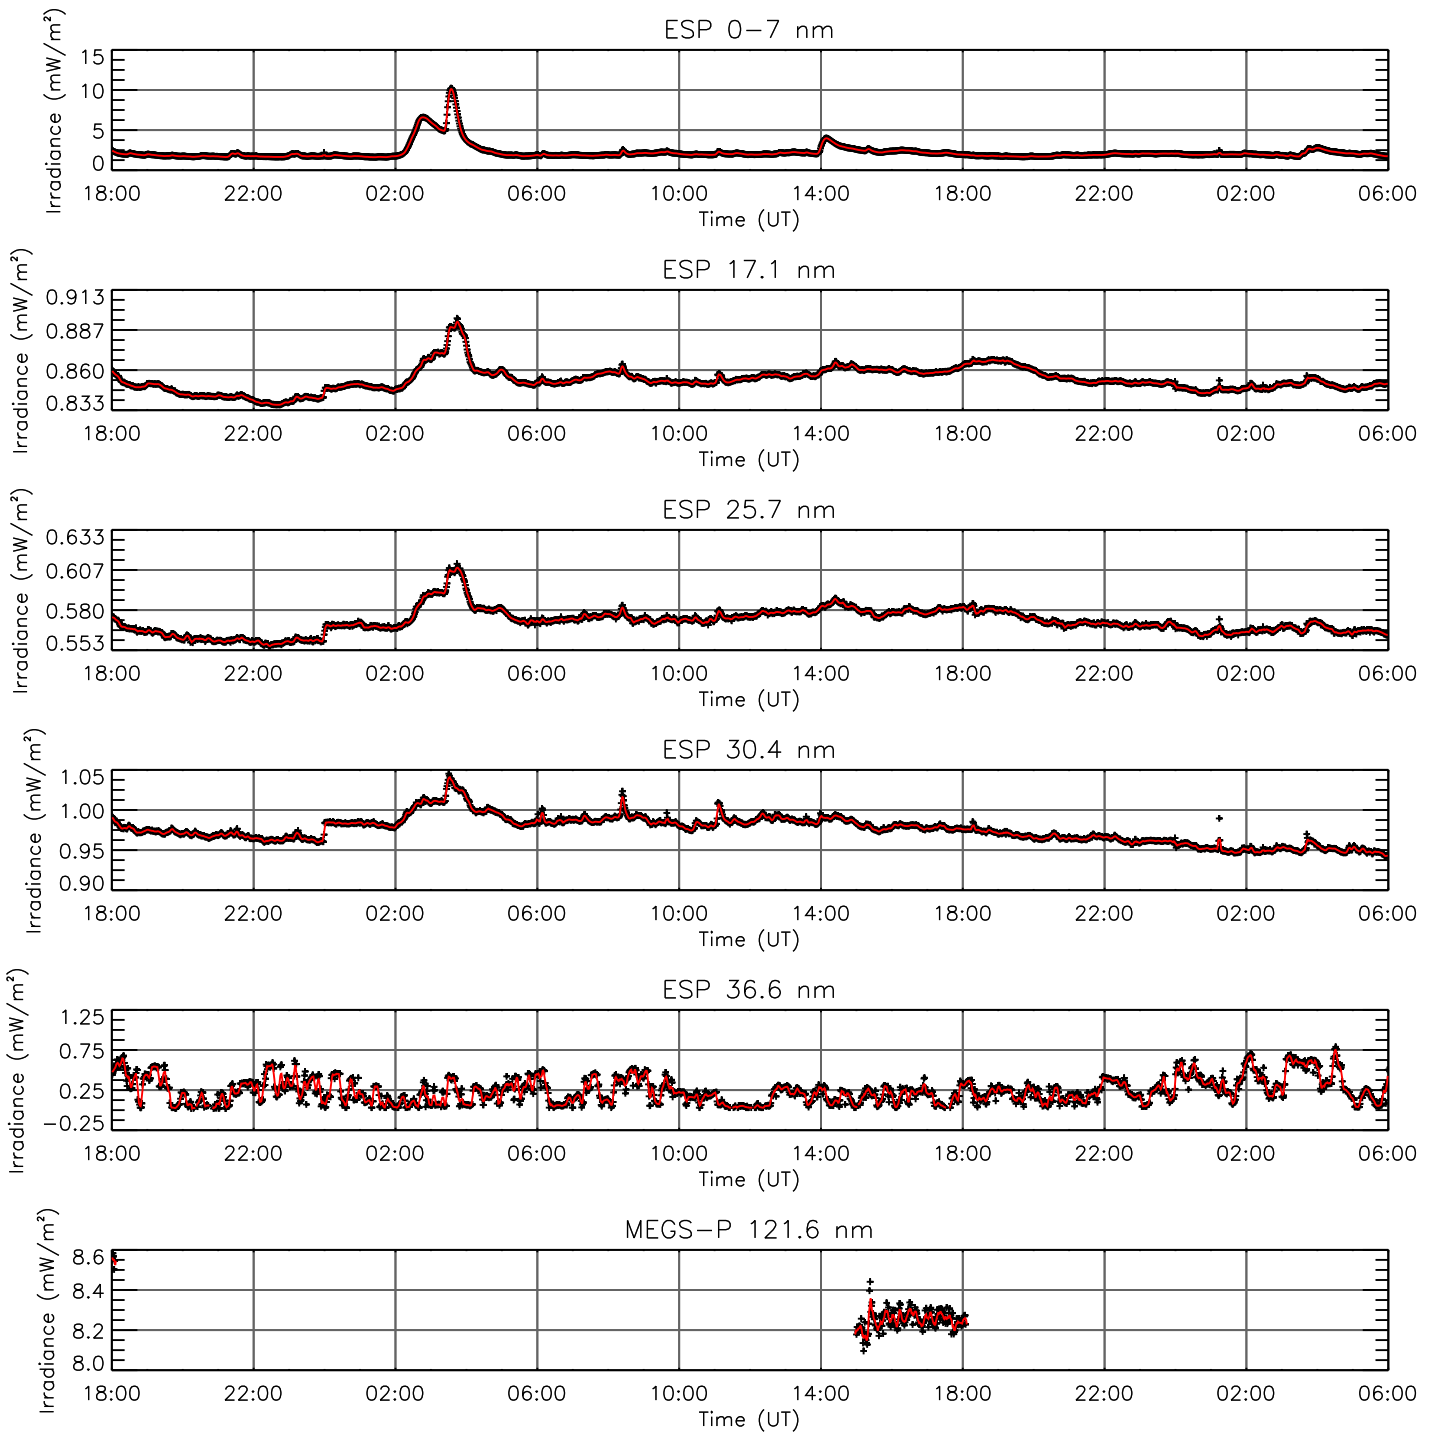 ESP 0-7 nm
Irradiance (mW/m²)
15
10
5
0
18:00 22:00 02:00 06:00 10:00 14:00 18:00 22:00 02:00 06:00
Time (UT)
ESP 17.1 nm
Irradiance (mW/m²)
0.913
0.887
0.860
0.833
18:00 22:00 02:00 06:00 10:00 14:00 18:00 22:00 02:00 06:00
Time (UT)
ESP 25.7 nm
Irradiance (mW/m²)
0.633
0.607
0.580
0.553
18:00 22:00 02:00 06:00 10:00 14:00 18:00 22:00 02:00 06:00
Time (UT)
ESP 30.4 nm
Irradiance (mW/m²)
1.05
1.00
0.95
0.90
18:00 22:00 02:00 06:00 10:00 14:00 18:00 22:00 02:00 06:00
Time (UT)
ESP 36.6 nm
Irradiance (mW/m²)
1.25
0.75
0.25
-0.25
18:00 22:00 02:00 06:00 10:00 14:00 18:00 22:00 02:00 06:00
Time (UT)
MEGS-P 121.6 nm
Irradiance (mW/m²)
8.6
8.4
8.2
8.0
18:00 22:00 02:00 06:00 10:00 14:00 18:00 22:00 02:00 06:00
Time (UT)